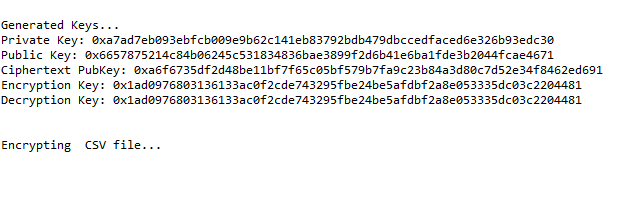 Generated Keys...
Private Key: 0xa7ad7eb093ebfcb009e9b62c141eb83792bdb479dbccedfaced6e326b93edc30
Public Key: 0x6657875214c84b06245c531834836bae3899f2d6b41e6ba1fde3b2044fcae4671
Ciphertext PubKey: 0xa6f6735df2d48be11bf7f65c05bf579b7fa9c23b84a3d80c7d52e34f8462ed691
Encryption Key: 0x1ad0976803136133ac0f2cde743295fbe24be5afdbf2a8e053335dc03c2204481
Decryption Key: 0x1ad0976803136133ac0f2cde743295fbe24be5afdbf2a8e053335dc03c2204481
Encrypting  CSV file...